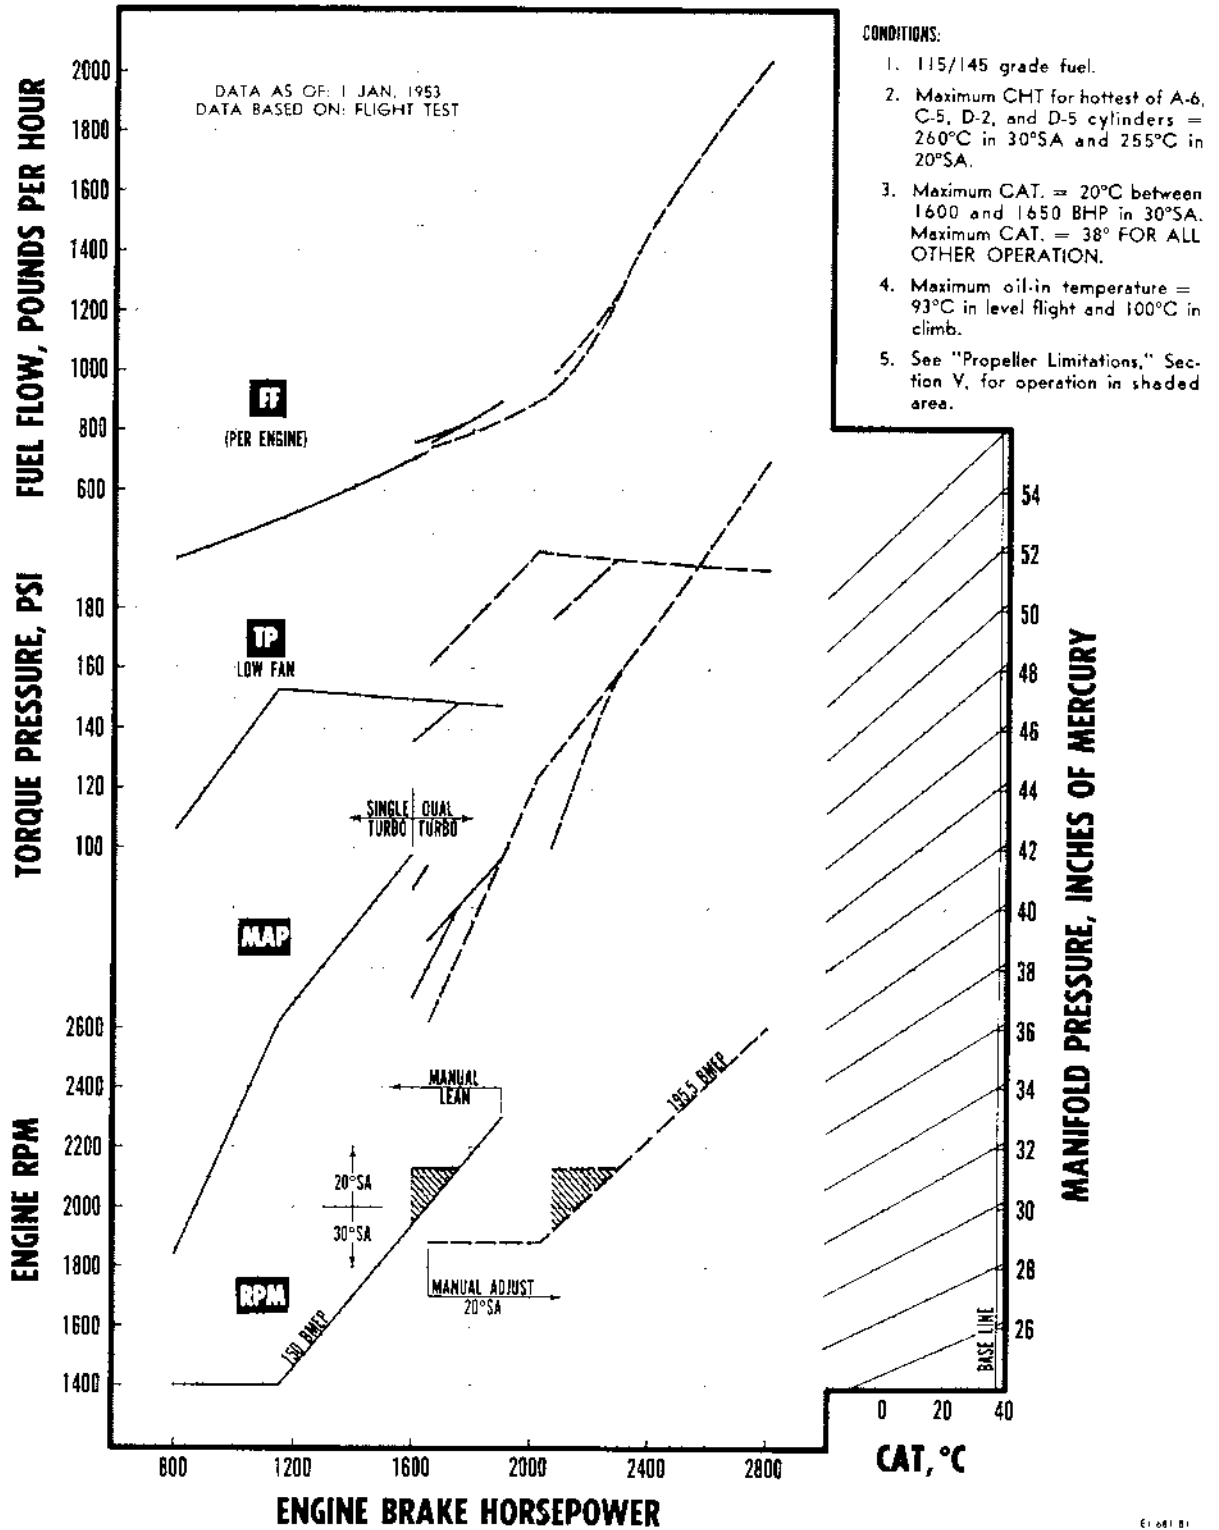 DATA AS OF: 1 JAN, 1953
DATA BASED ON: FLIGHT TEST
CONDITIONS:
1. 115/145 grade fuel.
2. Maximum CHT for hottest of A-6,
C-5, D-2, and D-5 cylinders =
260°C in 30°SA and 255°C in
20°SA.
3. Maximum CAT. = 20°C between
1600 and 1650 BHP in 30°SA.
Maximum CAT. = 38° FOR ALL
OTHER OPERATION.
4. Maximum oil-in temperature =
93°C in level flight and 100°C in
climb.
5. See "Propeller Limitations," Sec-
tion V, for operation in shaded
area.
FUEL FLOW, POUNDS PER HOUR
2000
1800
1600
1400
1200
1000
800
600
FF
(PER ENGINE)
TORQUE PRESSURE, PSI
180
160
140
120
100
TP
LOW FAN
SINGLE DUAL
TURBO TURBO
MAP
ENGINE RPM
2600
2400
2200
2000
1800
1600
1400
MANUAL
LEAN
195.5 BMEP
20°SA
30°SA
MANUAL ADJUST
20°SA
RPM
150 BMEP
MANIFOLD PRESSURE, INCHES OF MERCURY
54
52
50
48
46
44
42
40
38
36
34
32
30
28
26
BASE LINE
0 20 40
CAT, °C
800 1200 1600 2000 2400 2800
ENGINE BRAKE HORSEPOWER